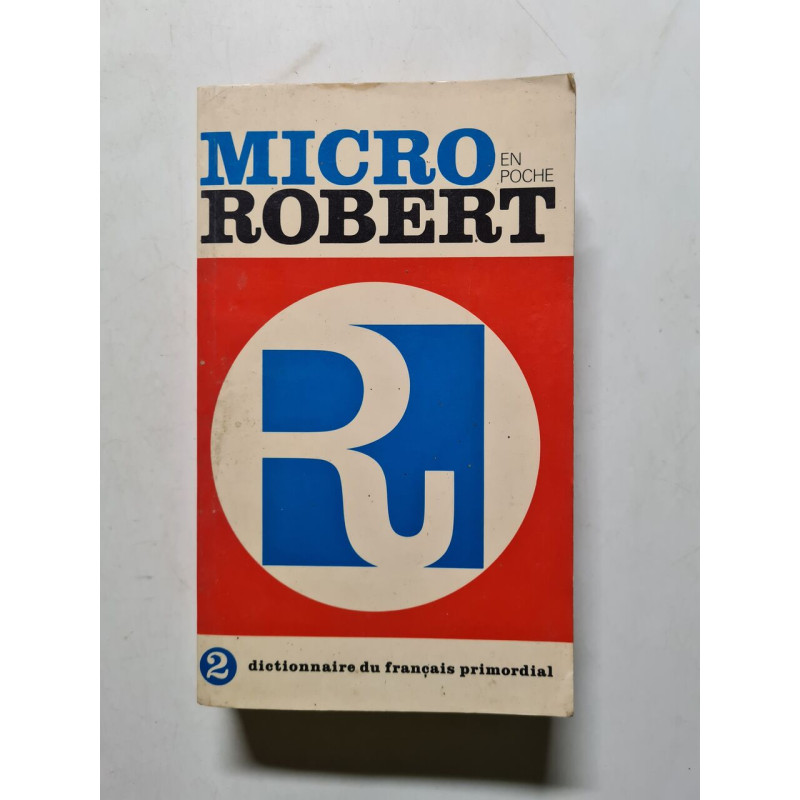 MICRO
EN
POCHE
ROBERT
R
2 dictionnaire du français primordial